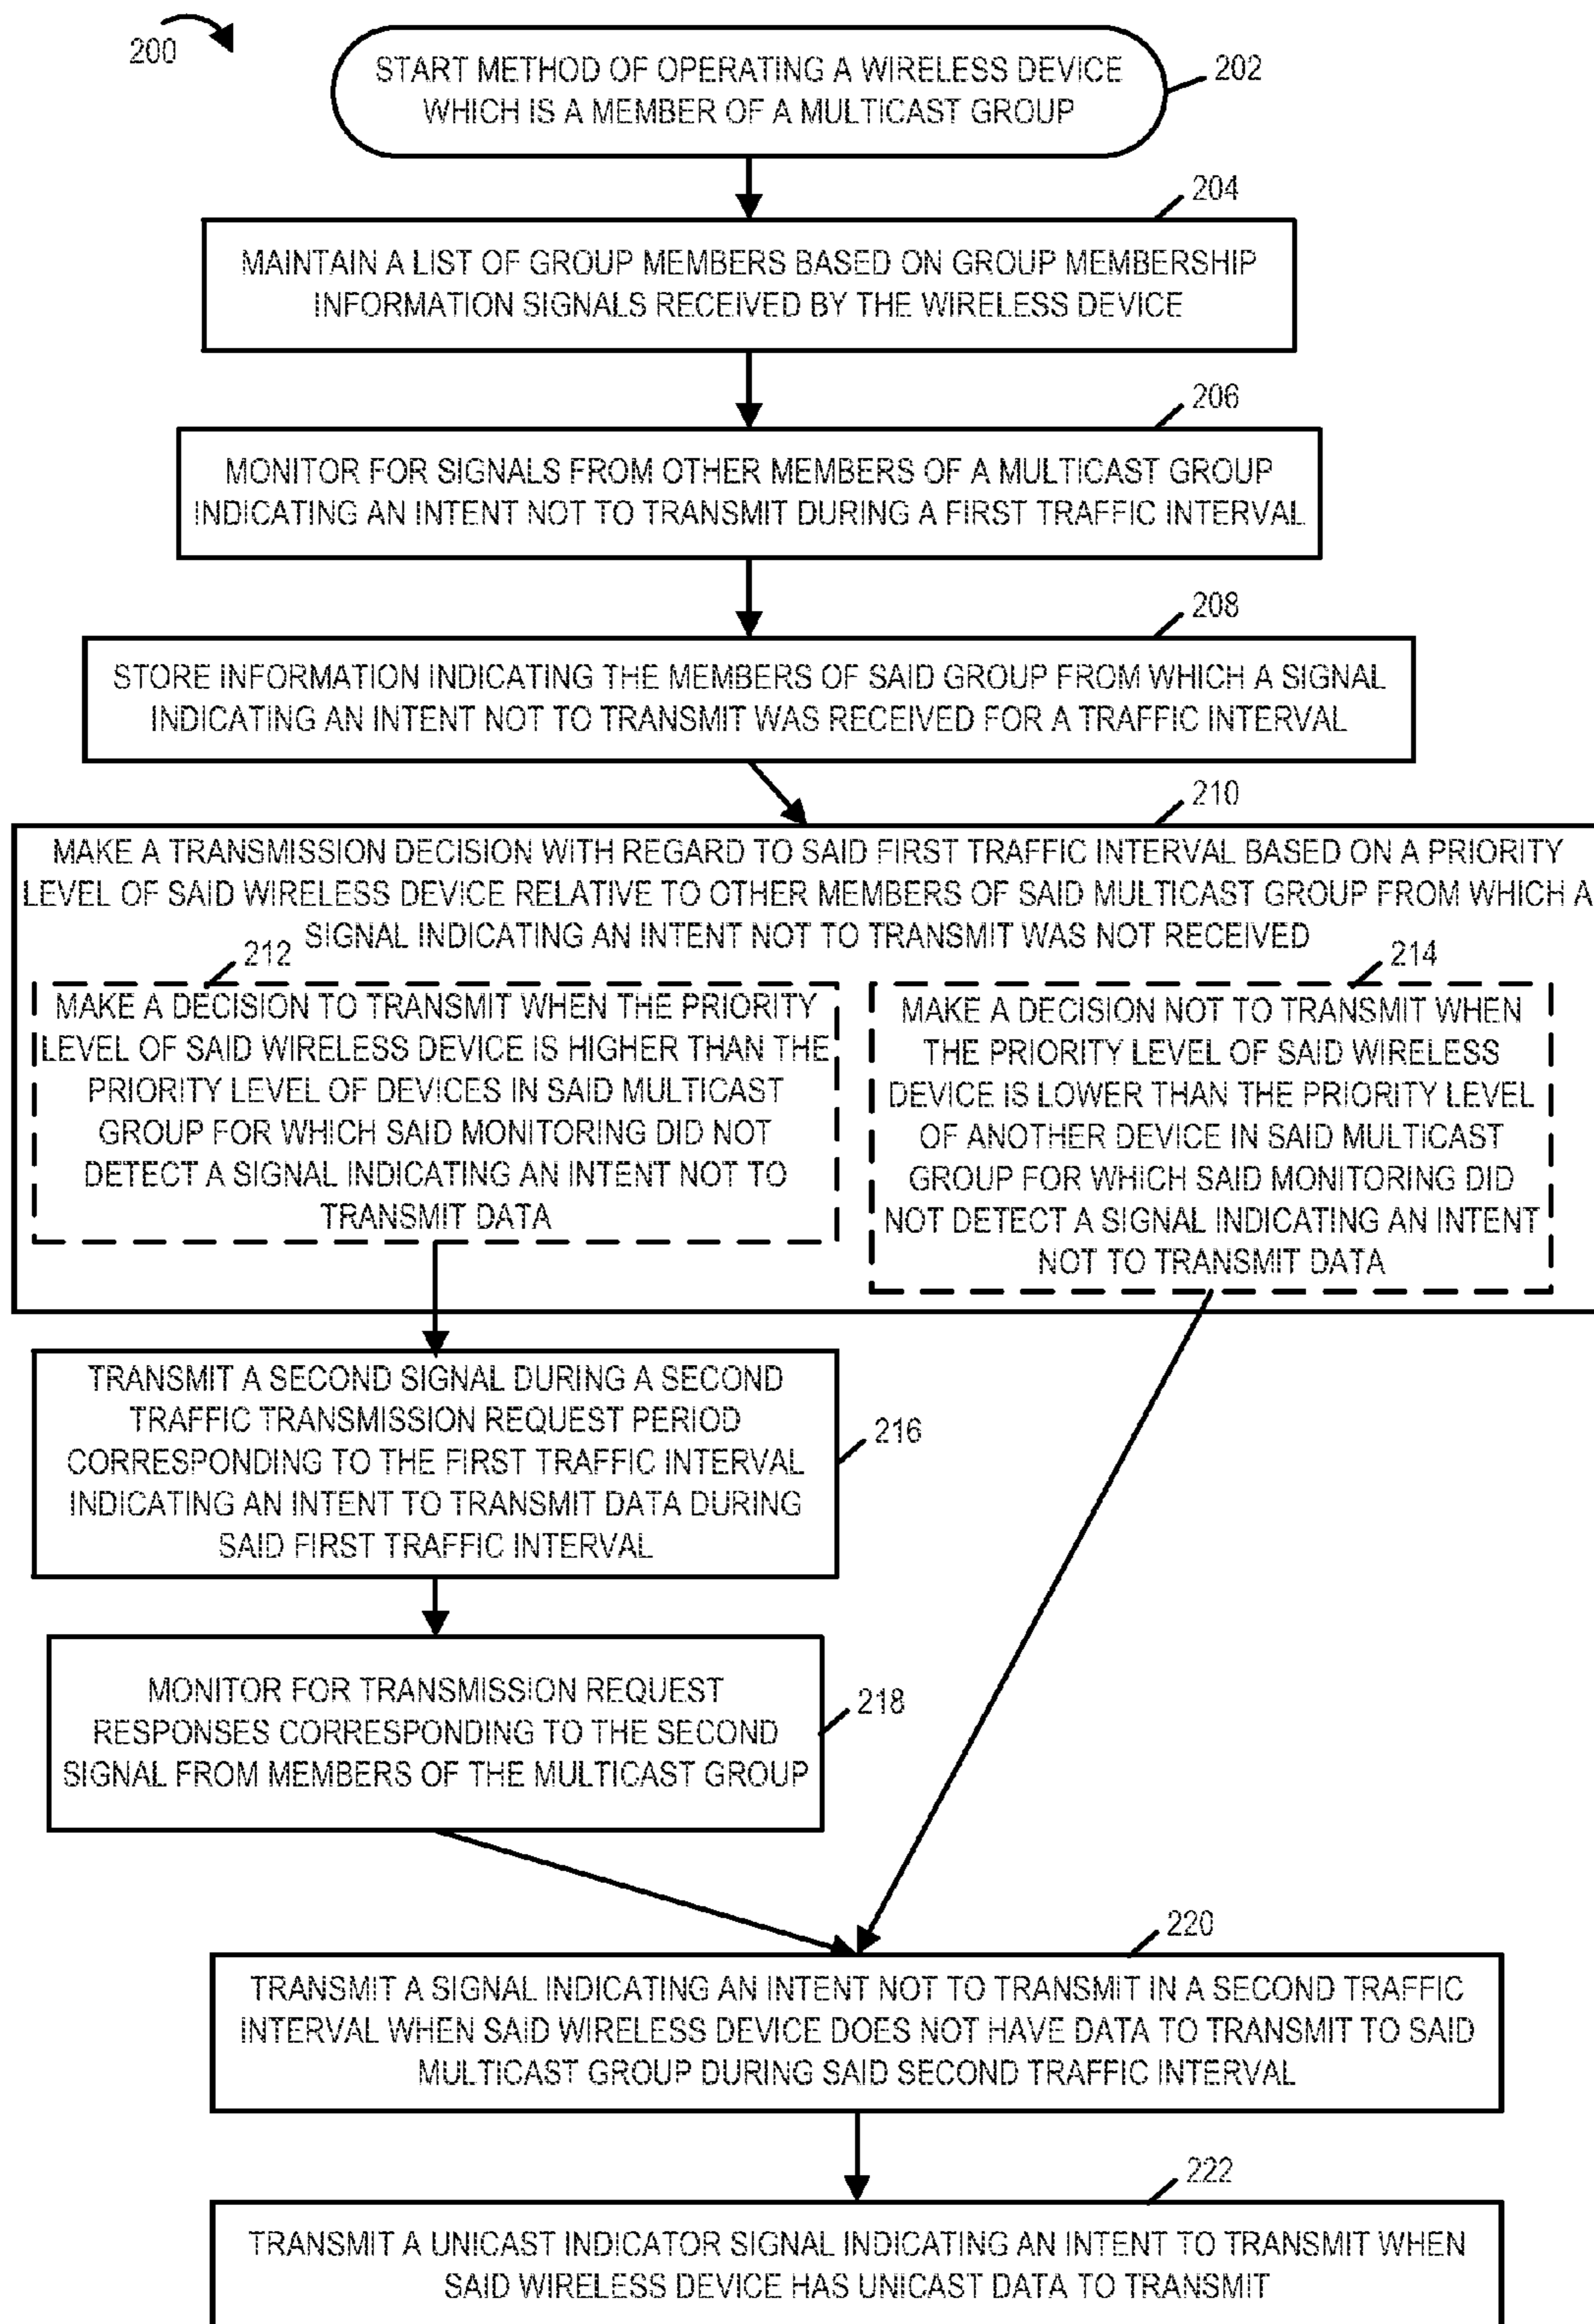 200
START METHOD OF OPERATING A WIRELESS DEVICE
WHICH IS A MEMBER OF A MULTICAST GROUP
202
204
MAINTAIN A LIST OF GROUP MEMBERS BASED ON GROUP MEMBERSHIP
INFORMATION SIGNALS RECEIVED BY THE WIRELESS DEVICE
206
MONITOR FOR SIGNALS FROM OTHER MEMBERS OF A MULTICAST GROUP
INDICATING AN INTENT NOT TO TRANSMIT DURING A FIRST TRAFFIC INTERVAL
208
STORE INFORMATION INDICATING THE MEMBERS OF SAID GROUP FROM WHICH A SIGNAL
INDICATING AN INTENT NOT TO TRANSMIT WAS RECEIVED FOR A TRAFFIC INTERVAL
210
MAKE A TRANSMISSION DECISION WITH REGARD TO SAID FIRST TRAFFIC INTERVAL BASED ON A PRIORITY
LEVEL OF SAID WIRELESS DEVICE RELATIVE TO OTHER MEMBERS OF SAID MULTICAST GROUP FROM WHICH A
SIGNAL INDICATING AN INTENT NOT TO TRANSMIT WAS NOT RECEIVED
212
MAKE A DECISION TO TRANSMIT WHEN THE PRIORITY
LEVEL OF SAID WIRELESS DEVICE IS HIGHER THAN THE
PRIORITY LEVEL OF DEVICES IN SAID MULTICAST
GROUP FOR WHICH SAID MONITORING DID NOT
DETECT A SIGNAL INDICATING AN INTENT NOT TO
TRANSMIT DATA
214
MAKE A DECISION NOT TO TRANSMIT WHEN
THE PRIORITY LEVEL OF SAID WIRELESS
DEVICE IS LOWER THAN THE PRIORITY LEVEL
OF ANOTHER DEVICE IN SAID MULTICAST
GROUP FOR WHICH SAID MONITORING DID
NOT DETECT A SIGNAL INDICATING AN INTENT
NOT TO TRANSMIT DATA
TRANSMIT A SECOND SIGNAL DURING A SECOND
TRAFFIC TRANSMISSION REQUEST PERIOD
CORRESPONDING TO THE FIRST TRAFFIC INTERVAL
INDICATING AN INTENT TO TRANSMIT DATA DURING
SAID FIRST TRAFFIC INTERVAL
216
MONITOR FOR TRANSMISSION REQUEST
RESPONSES CORRESPONDING TO THE SECOND
SIGNAL FROM MEMBERS OF THE MULTICAST GROUP
218
220
TRANSMIT A SIGNAL INDICATING AN INTENT NOT TO TRANSMIT IN A SECOND TRAFFIC
INTERVAL WHEN SAID WIRELESS DEVICE DOES NOT HAVE DATA TO TRANSMIT TO SAID
MULTICAST GROUP DURING SAID SECOND TRAFFIC INTERVAL
222
TRANSMIT A UNICAST INDICATOR SIGNAL INDICATING AN INTENT TO TRANSMIT WHEN
SAID WIRELESS DEVICE HAS UNICAST DATA TO TRANSMIT